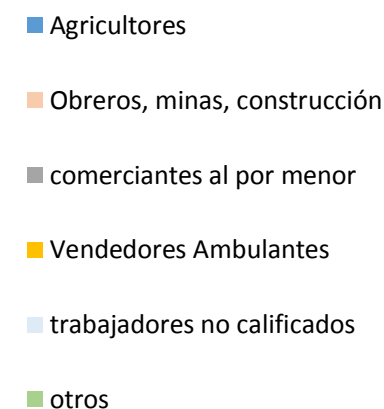 Agricultores
Obreros, minas, construcción
comerciantes al por menor
Vendedores Ambulantes
trabajadores no calificados
otros